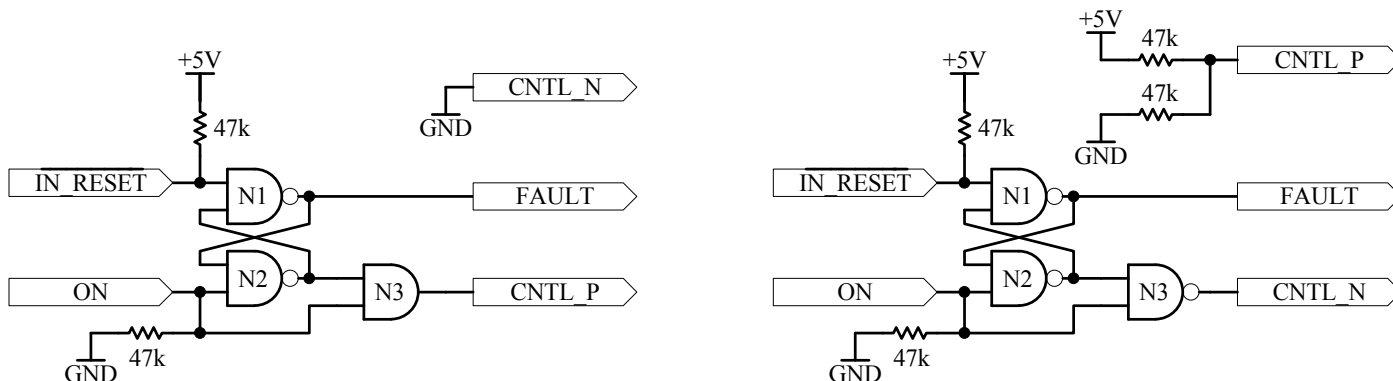 +5V
47k
CNTL_N
GND
IN_RESET
N1
FAULT
ON
N2
N3
CNTL_P
47k
GND
+5V
47k
CNTL_P
+5V
47k
47k
GND
IN_RESET
N1
FAULT
ON
N2
N3
CNTL_N
47k
GND